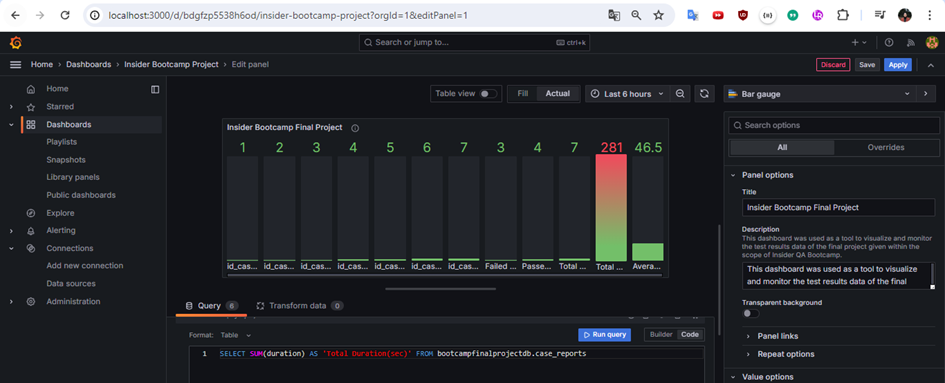 localhost:3000/d/bdgfzp5538h6od/insider-bootcamp-project?orgId=1&editPanel=1
Search or jump to...
ctrl+k
Home > Dashboards > Insider Bootcamp Project > Edit panel
Discard
Save
Apply
Home
Starred
Dashboards
Playlists
Snapshots
Library panels
Public dashboards
Explore
Alerting
Connections
Add new connection
Data sources
Administration
Table view
Fill
Actual
Last 6 hours
Insider Bootcamp Final Project
1 2 3 4 5 6 7 3 4 7 281 46.5
id_cas... id_cas... id_cas... id_cas... id_cas... id_cas... id_cas... Failed ... Passe... Total ... Total ... Avera...
Query 6
Transform data 0
Format:
Table
Run query
Builder
Code
1 SELECT SUM(duration) AS 'Total Duration(sec)' FROM bootcampfinalprojectdb.case_reports
Bar gauge
Search options
All
Overrides
Panel options
Title
Insider Bootcamp Final Project
Description
This dashboard was used as a tool to visualize and monitor
the test results data of the final project given within the
scope of Insider QA Bootcamp.
This dashboard was used as a tool to visualize
and monitor the test results data of the final
Transparent background
Panel links
Repeat options
Value options